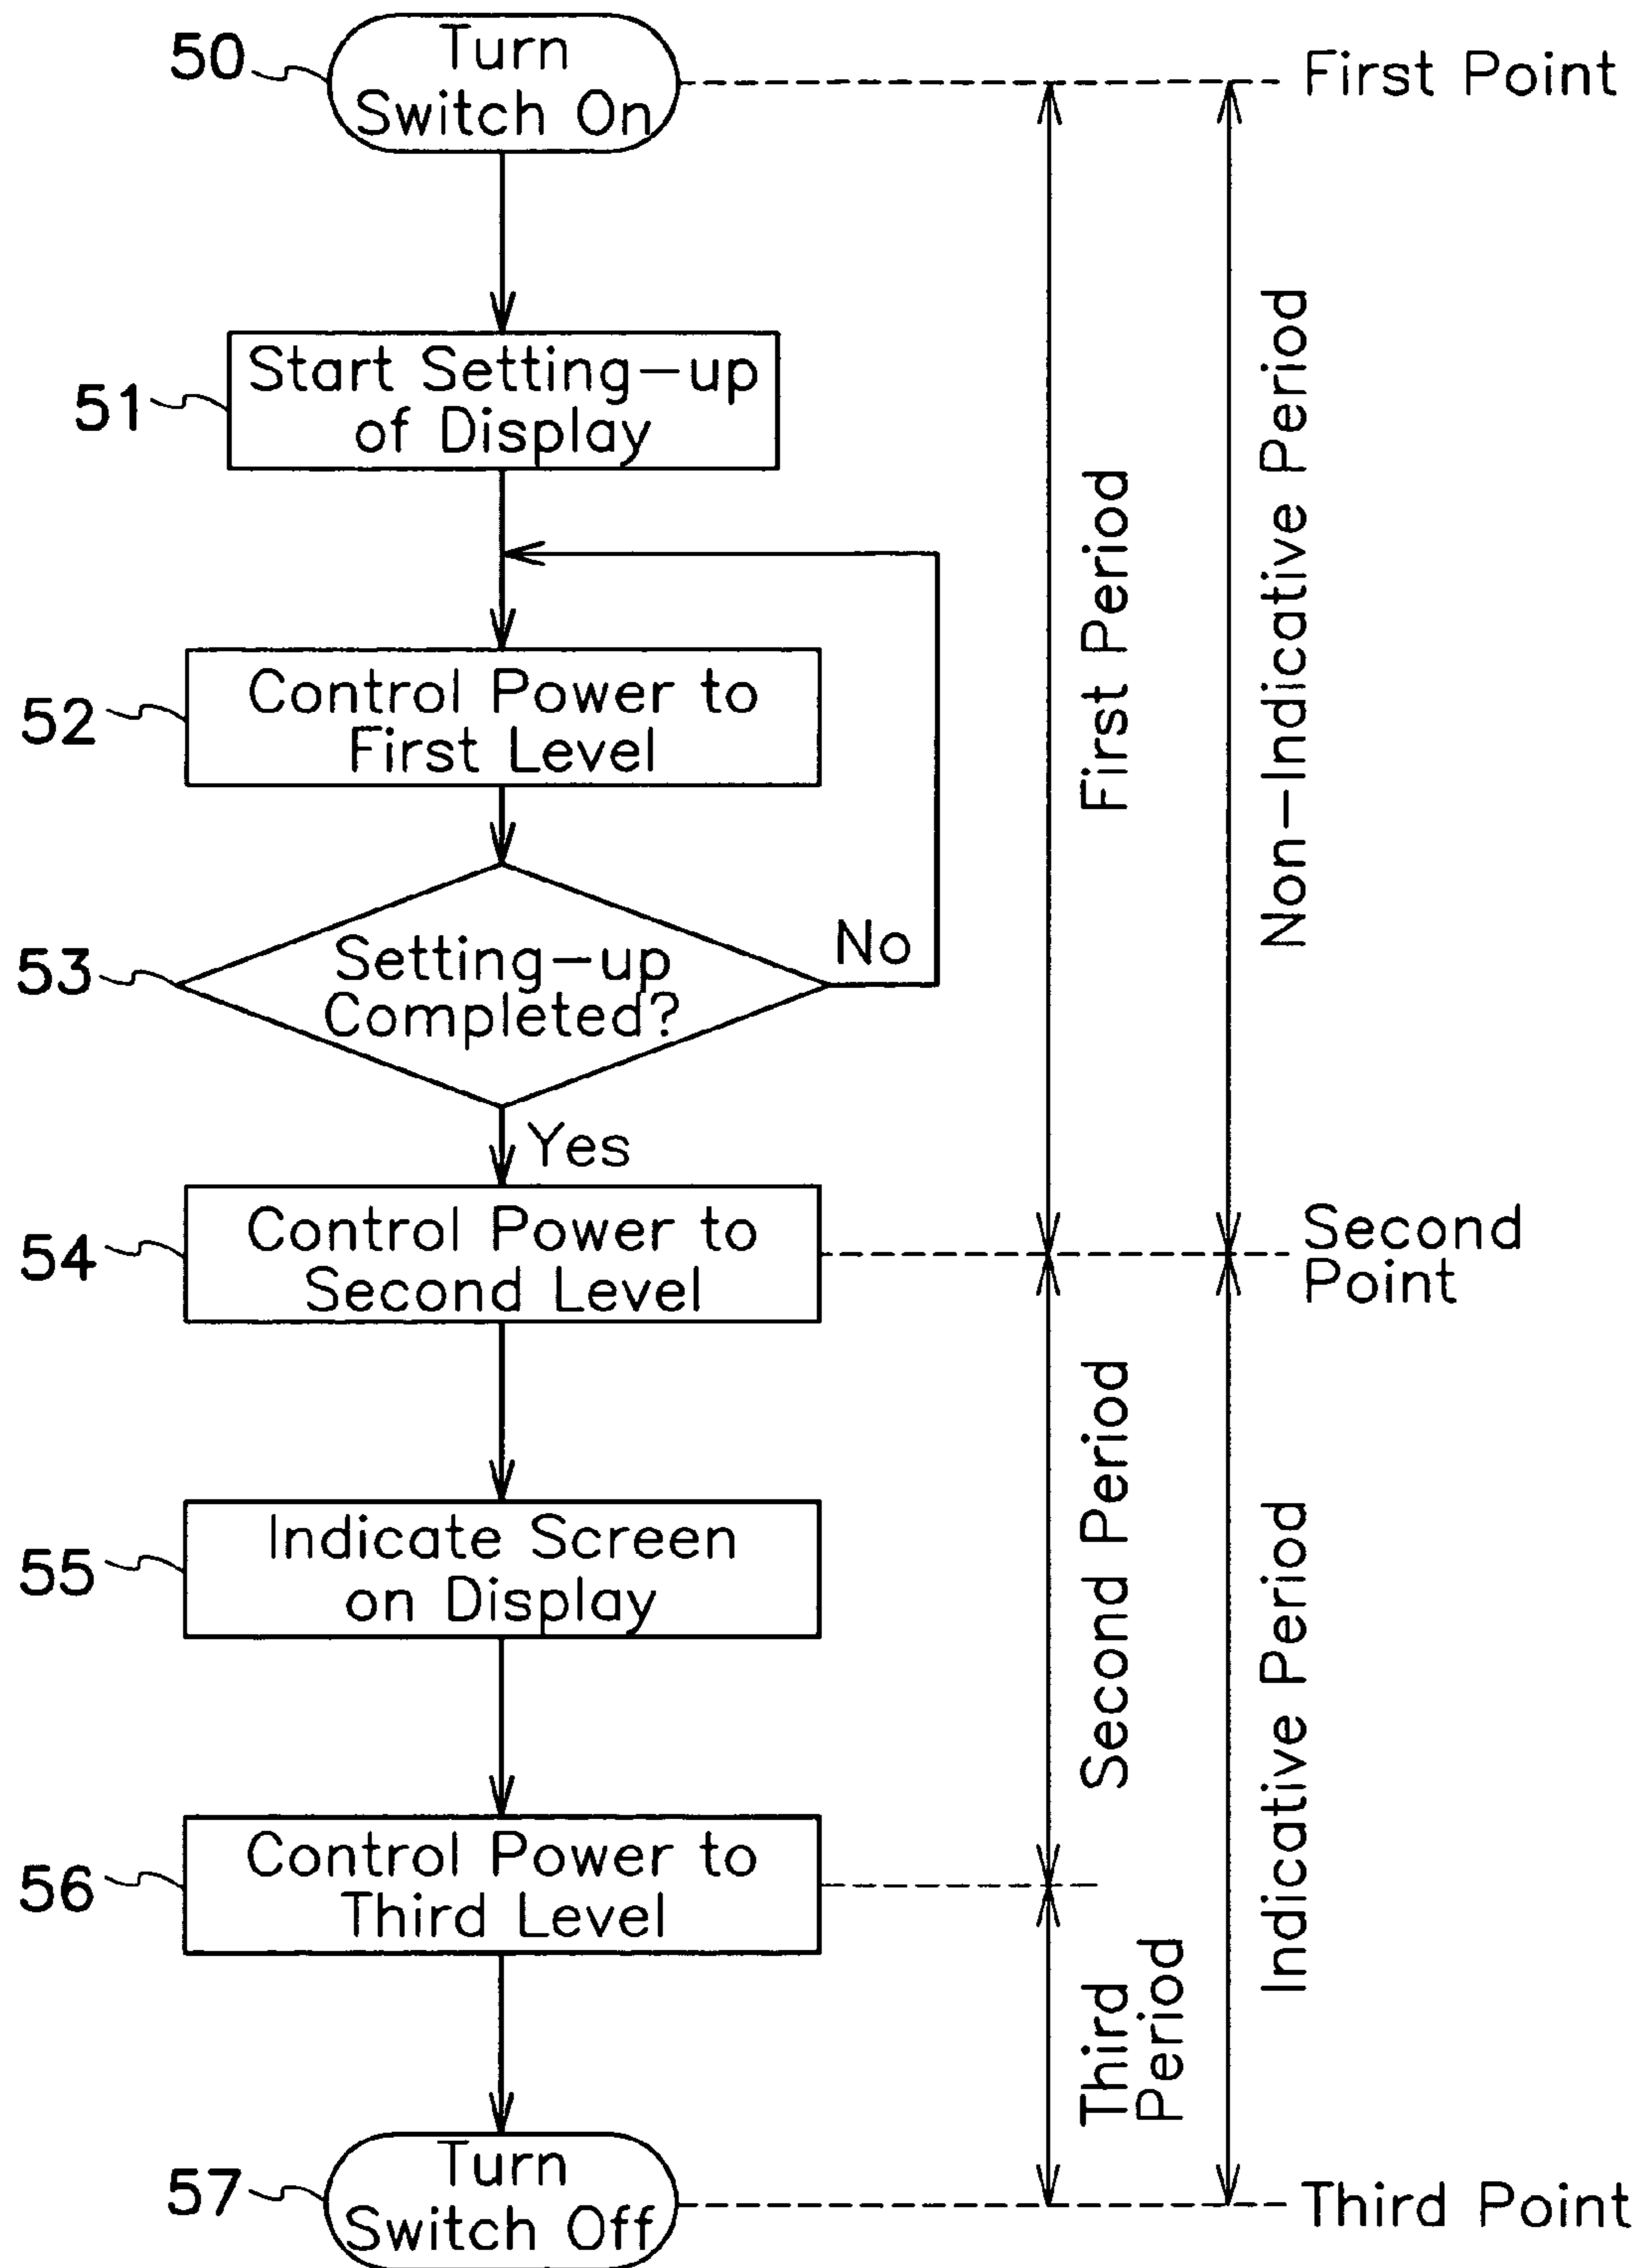 50
Turn
Switch On
First Point
51
Start Setting-up
of Display
52
Control Power to
First Level
First Period
Non-Indicative Period
53
Setting-up
Completed?
No
Yes
54
Control Power to
Second Level
Second
Point
55
Indicate Screen
on Display
Second Period
Indicative Period
56
Control Power to
Third Level
Third
Period
57
Turn
Switch Off
Third Point